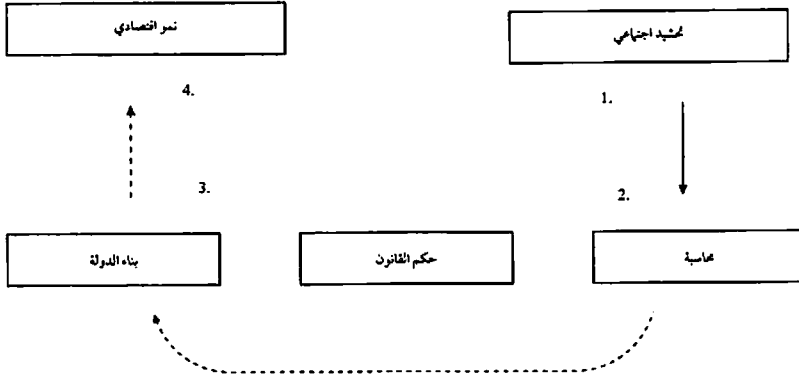 تحشيد اجتماعي
نمو اقتصادي
1.
4.
2.
3.
محاسبة
حكم القانون
بناء الدولة